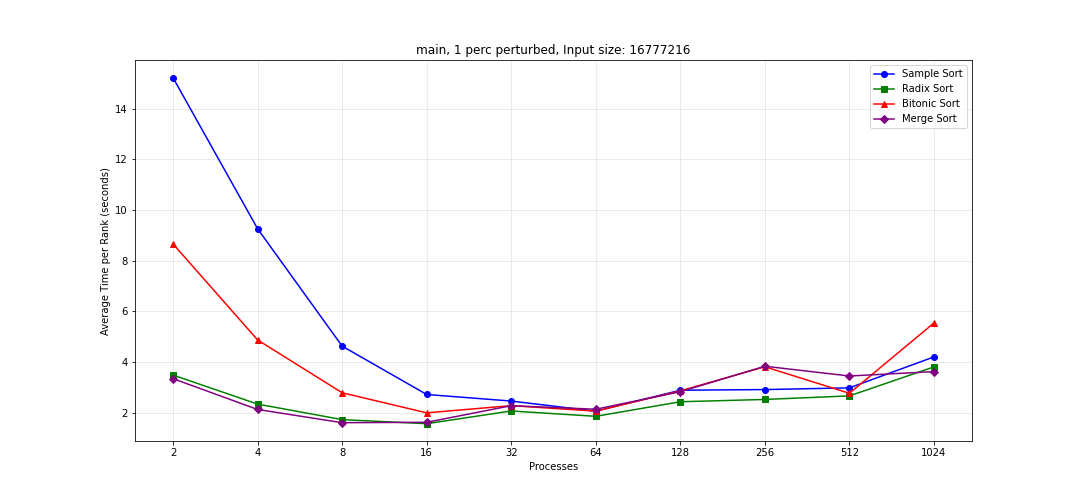 main, 1 perc perturbed, Input size: 16777216
Sample Sort
Radix Sort
Bitonic Sort
Merge Sort
Average Time per Rank (seconds)
14
12
10
8
6
4
2
2 4 8 16 32 64 128 256 512 1024
Processes